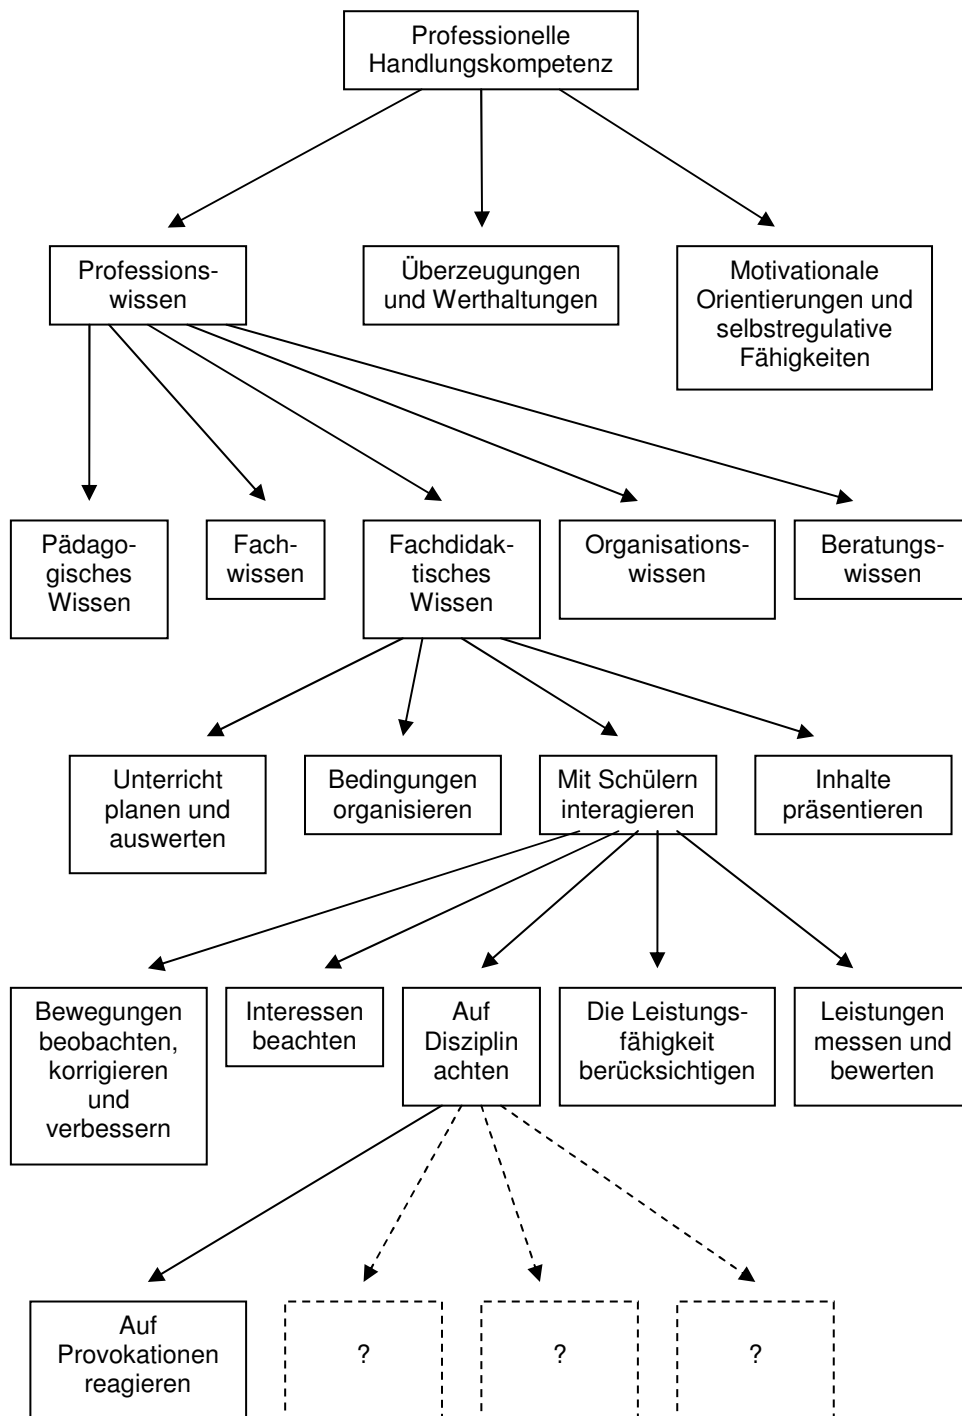 Professionelle
Handlungskompetenz
Professions-
wissen
Überzeugungen
und Werthaltungen
Motivationale
Orientierungen und
selbstregulative
Fähigkeiten
Pädago-
gisches
Wissen
Fach-
wissen
Fachdidak-
tisches
Wissen
Organisations-
wissen
Beratungs-
wissen
Unterricht
planen und
auswerten
Bedingungen
organisieren
Mit Schülern
interagieren
Inhalte
präsentieren
Bewegungen
beobachten,
korrigieren
und
verbessern
Interessen
beachten
Auf
Disziplin
achten
Die Leistungs-
fähigkeit
berücksichtigen
Leistungen
messen und
bewerten
Auf
Provokationen
reagieren
?
?
?